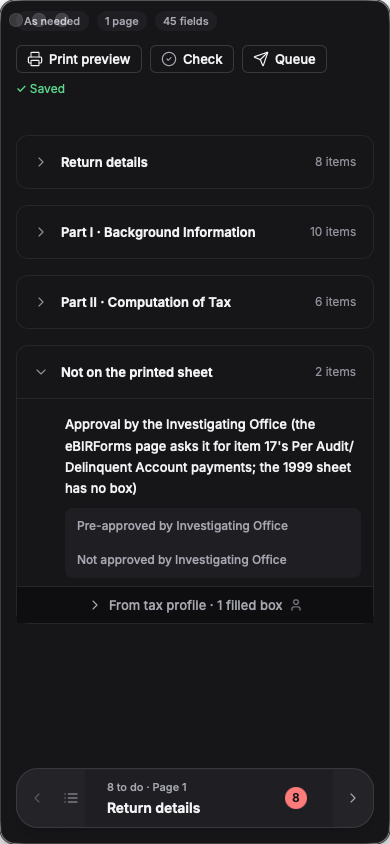 As needed
1 page
45 fields
Print preview
Check
Queue
✓ Saved
Return details
8 items
Part I · Background Information
10 items
Part II · Computation of Tax
6 items
Not on the printed sheet
2 items
Approval by the Investigating Office (the
eBIRForms page asks it for item 17's Per Audit/
Delinquent Account payments; the 1999 sheet
has no box)
Pre-approved by Investigating Office
Not approved by Investigating Office
From tax profile · 1 filled box
8 to do · Page 1
Return details
8